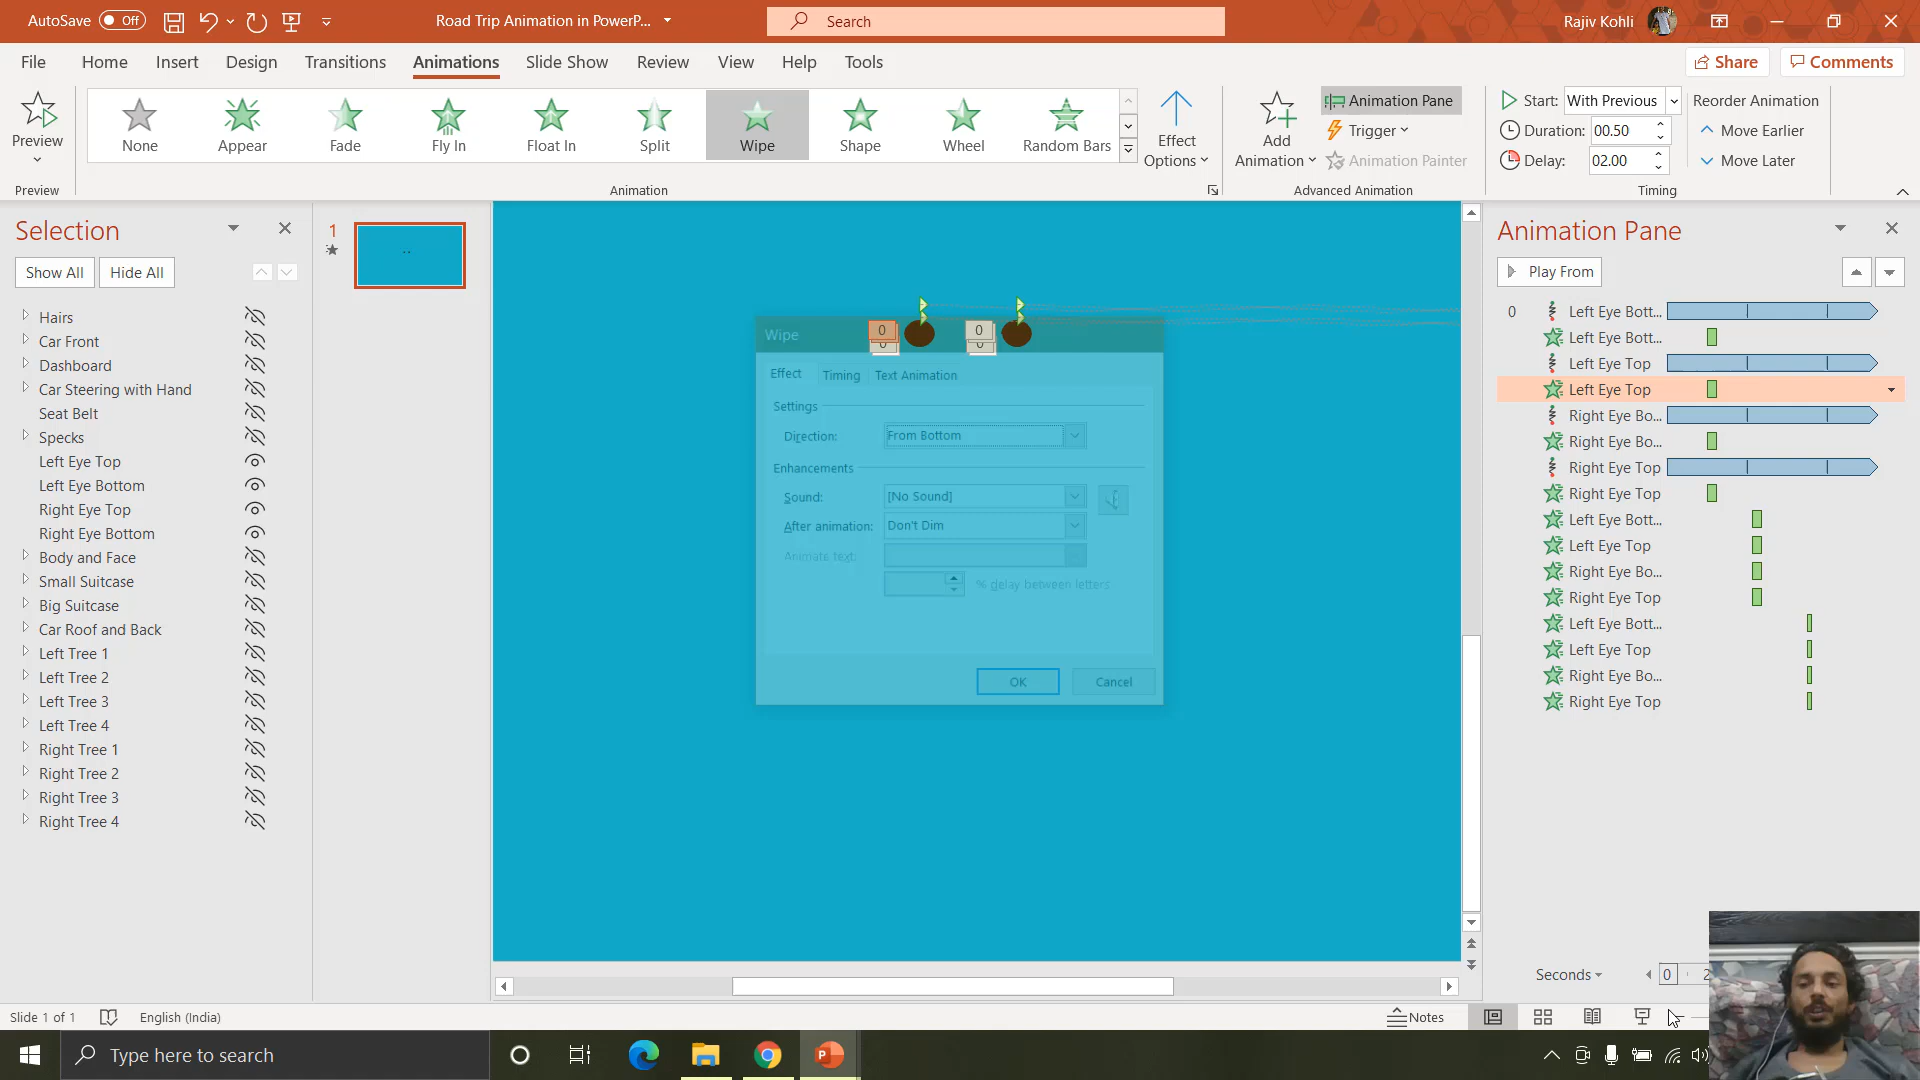 AutoSave Off
Road Trip Animation in PowerP...
Search
Rajiv Kohli
File Home Insert Design Transitions Animations Slide Show Review View Help Tools
Share Comments
Preview
Preview
None Appear Fade Fly In Float In Split Wipe Shape Wheel Random Bars
Animation
Effect Options
Add Animation
Animation Pane
Trigger
Animation Painter
Advanced Animation
Start: With Previous
Duration: 00.50
Delay: 02.00
Reorder Animation
Move Earlier
Move Later
Timing
Selection
Show All Hide All
Hairs
Car Front
Dashboard
Car Steering with Hand
Seat Belt
Specks
Left Eye Top
Left Eye Bottom
Right Eye Top
Right Eye Bottom
Body and Face
Small Suitcase
Big Suitcase
Car Roof and Back
Left Tree 1
Left Tree 2
Left Tree 3
Left Tree 4
Right Tree 1
Right Tree 2
Right Tree 3
Right Tree 4
1
0 0
0 0
Wipe
Effect Timing Text Animation
Settings
Direction: From Bottom
Enhancements
Sound: [No Sound]
After animation: Don't Dim
Animate text:
% delay between letters
OK Cancel
Animation Pane
Play From
0 Left Eye Bott...
Left Eye Bott...
Left Eye Top
Left Eye Top
Right Eye Bo...
Right Eye Bo...
Right Eye Top
Right Eye Top
Left Eye Bott...
Left Eye Top
Right Eye Bo...
Right Eye Top
Left Eye Bott...
Left Eye Top
Right Eye Bo...
Right Eye Top
Seconds 0 2
Slide 1 of 1 English (India)
Notes
Type here to search